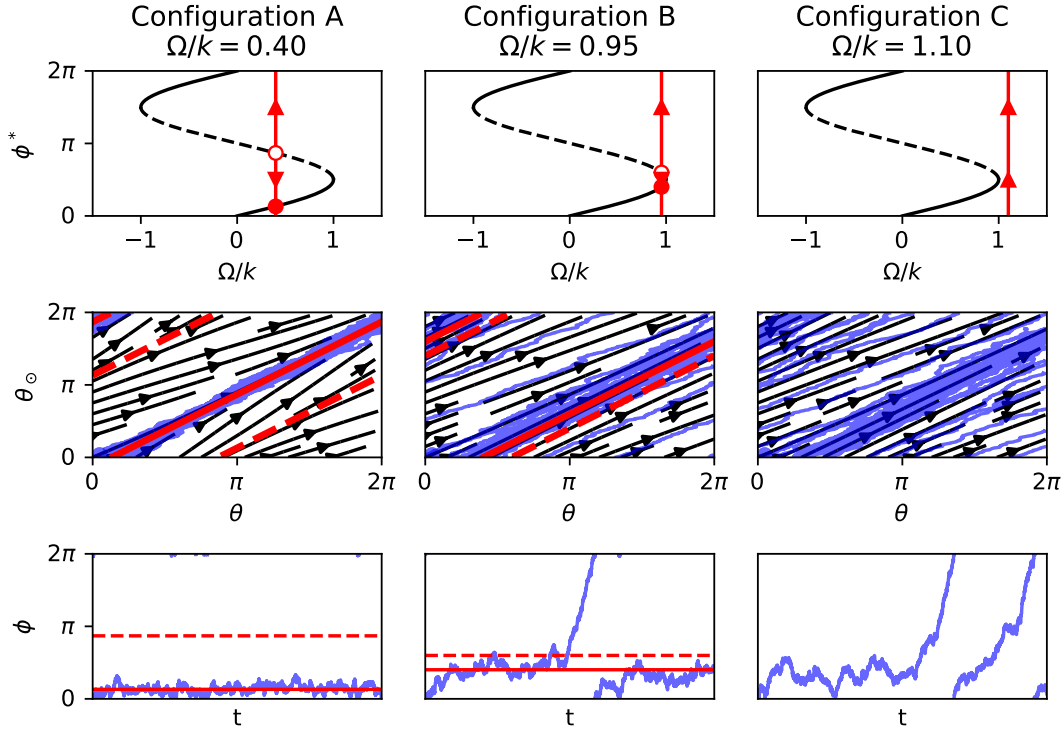 Configuration A
Ω/k = 0.40
Configuration B
Ω/k = 0.95
Configuration C
Ω/k = 1.10
2π
π
0
ϕ*
−1 0 1
Ω/k
−1 0 1
Ω/k
−1 0 1
Ω/k
2π
π
0
θ⊙
0 π 2π
θ
0 π 2π
θ
0 π 2π
θ
2π
π
0
ϕ
t
t
t